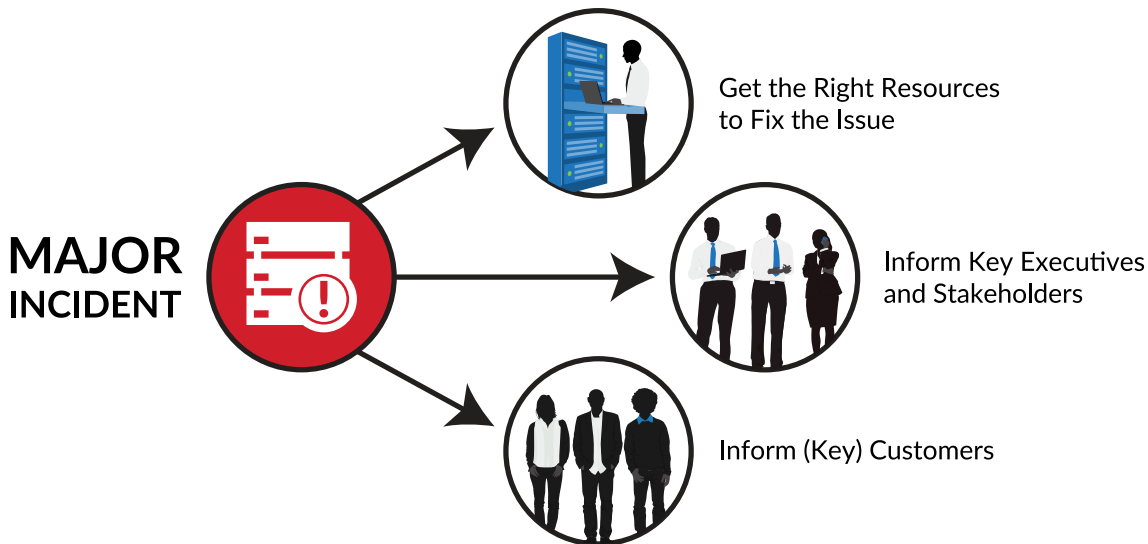 MAJOR
INCIDENT
Get the Right Resources
to Fix the Issue
Inform Key Executives
and Stakeholders
Inform (Key) Customers